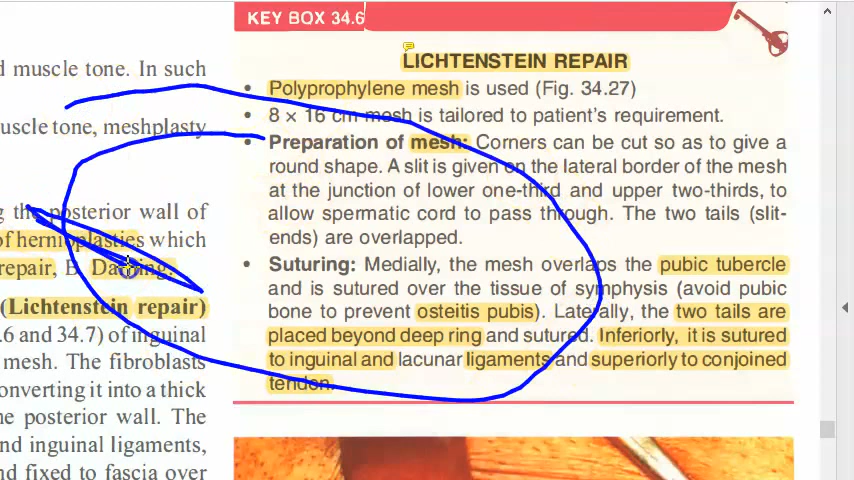 KEY BOX 34.6
LICHTENSTEIN REPAIR
• Polyprophylene mesh is used (Fig. 34.27)
• 8 × 16 cm mesh is tailored to patient's requirement.
• Preparation of mesh: Corners can be cut so as to give a
round shape. A slit is given on the lateral border of the mesh
at the junction of lower one-third and upper two-thirds, to
allow spermatic cord to pass through. The two tails (slit-
ends) are overlapped.
• Suturing: Medially, the mesh overlaps the pubic tubercle
and is sutured over the tissue of symphysis (avoid pubic
bone to prevent osteitis pubis). Laterally, the two tails are
placed beyond deep ring and sutured. Inferiorly, it is sutured
to inguinal and lacunar ligaments and superiorly to conjoined
tendon.
d muscle tone. In such
uscle tone, meshplasty
g the posterior wall of
of hernioplasties which
repair, B. Darning.
(Lichtenstein repair)
.6 and 34.7) of inguinal
mesh. The fibroblasts
onverting it into a thick
e posterior wall. The
nd inguinal ligaments,
nd fixed to fascia over